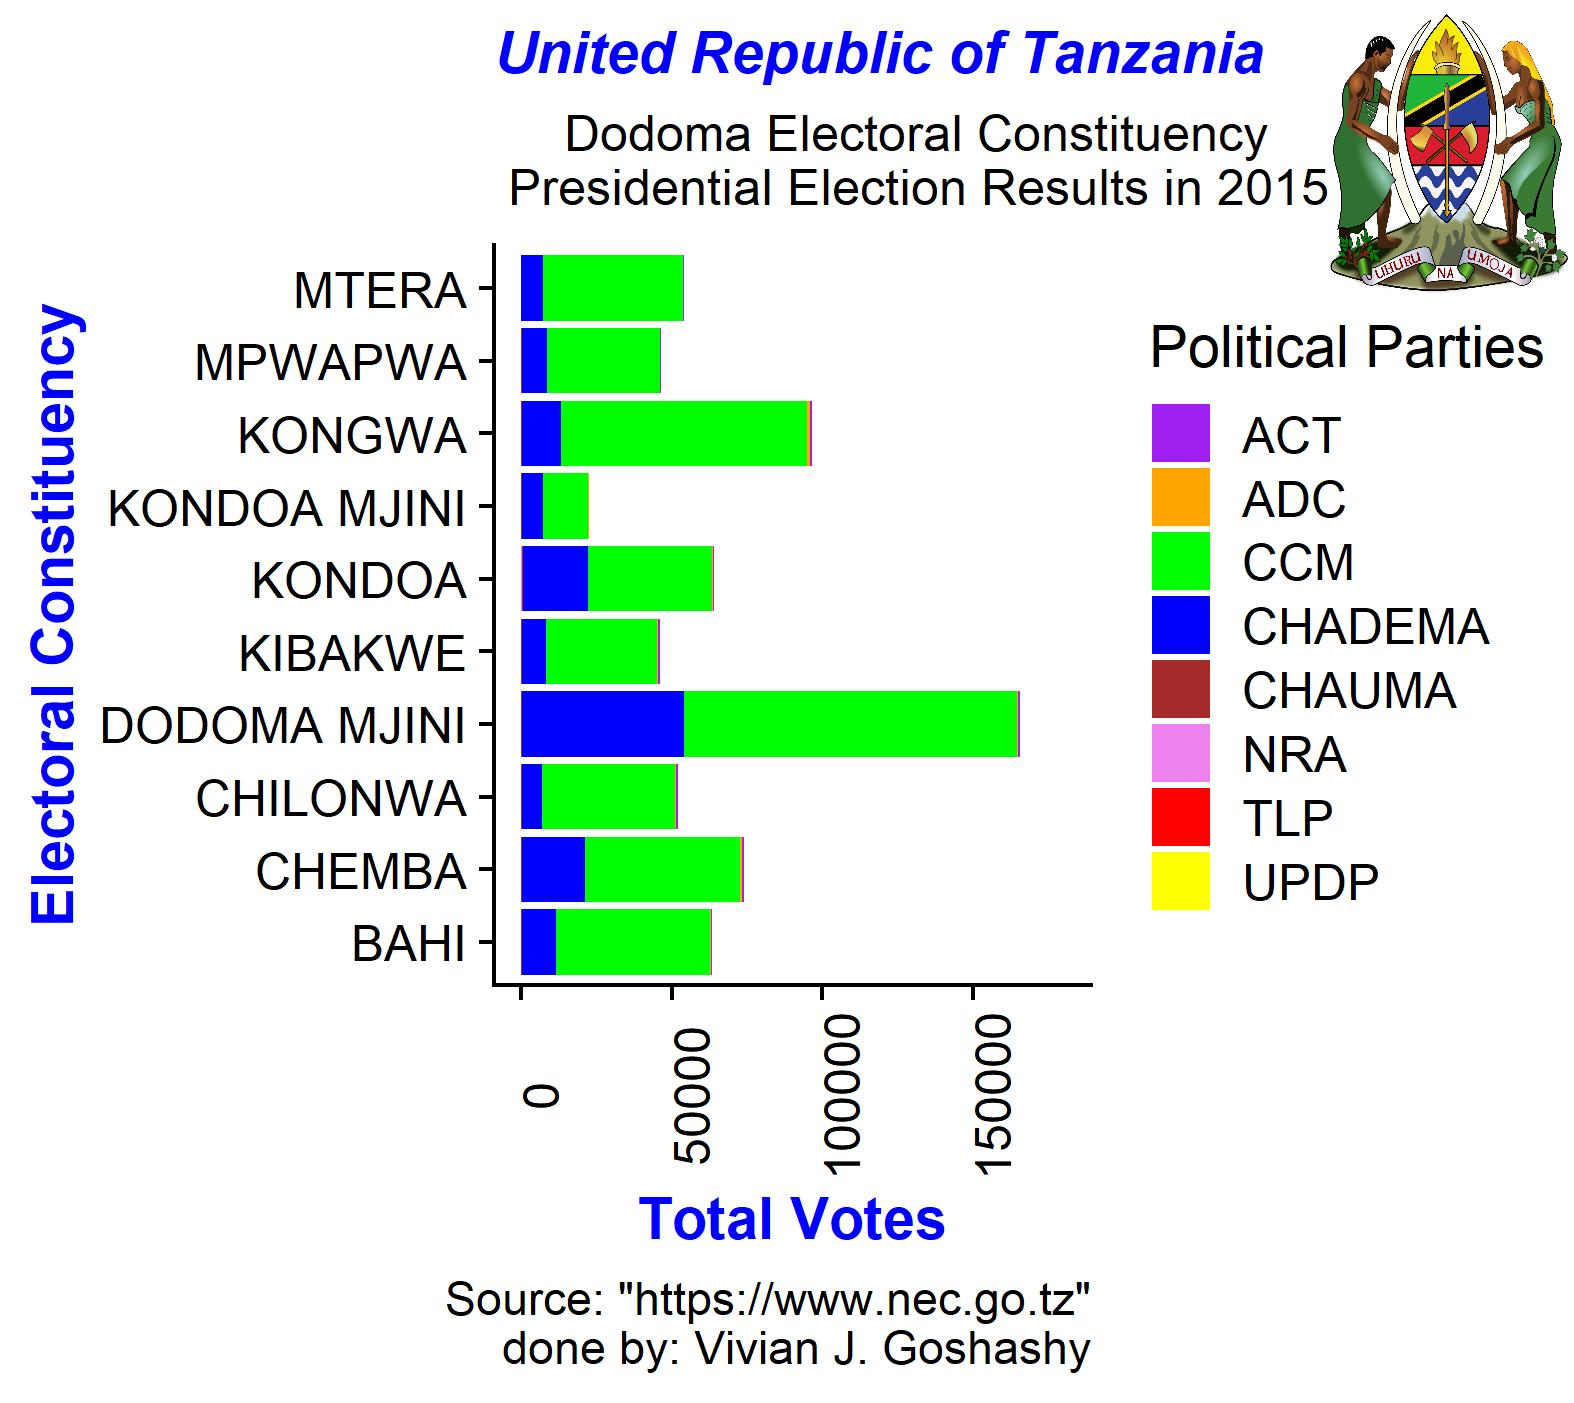 United Republic of Tanzania
Dodoma Electoral Constituency
Presidential Election Results in 2015
UHURU NA UMOJA
Electoral Constituency
MTERA
MPWAPWA
KONGWA
KONDOA MJINI
KONDOA
KIBAKWE
DODOMA MJINI
CHILONWA
CHEMBA
BAHI
0
50000
100000
150000
Total Votes
Political Parties
ACT
ADC
CCM
CHADEMA
CHAUMA
NRA
TLP
UPDP
Source: "https://www.nec.go.tz"
done by: Vivian J. Goshashy